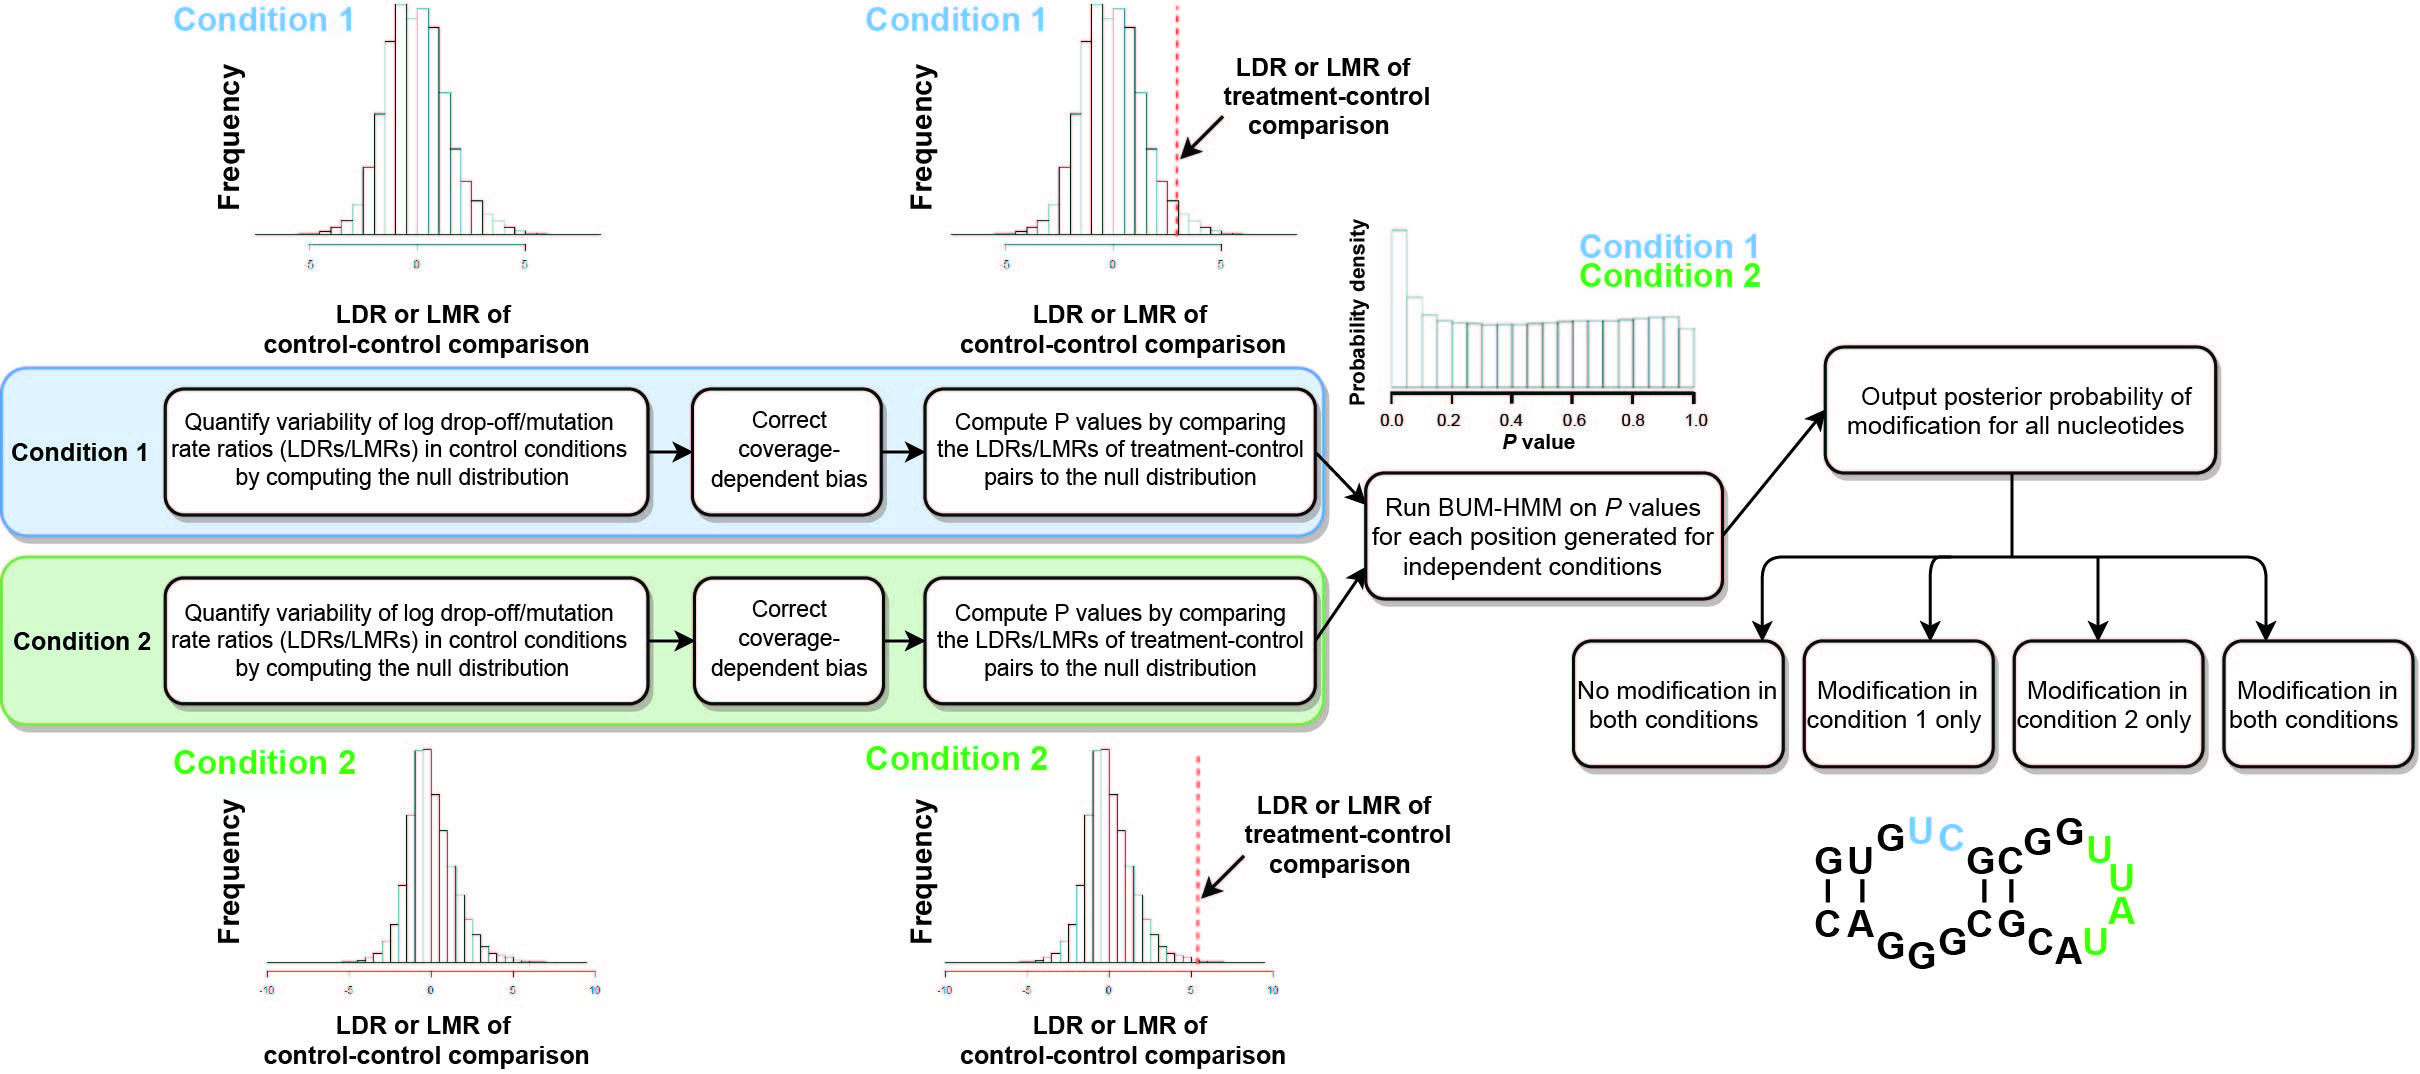 Condition 1
Frequency
-5 0 5
LDR or LMR of
control-control comparison
Condition 1
Frequency
LDR or LMR of
treatment-control
comparison
-5 0 5
LDR or LMR of
control-control comparison
Probability density
Condition 1
Condition 2
0.0 0.2 0.4 0.6 0.8 1.0
P value
Condition 1
Quantify variability of log drop-off/mutation
rate ratios (LDRs/LMRs) in control conditions
by computing the null distribution
Correct
coverage-
dependent bias
Compute P values by comparing
the LDRs/LMRs of treatment-control
pairs to the null distribution
Condition 2
Quantify variability of log drop-off/mutation
rate ratios (LDRs/LMRs) in control conditions
by computing the null distribution
Correct
coverage-
dependent bias
Compute P values by comparing
the LDRs/LMRs of treatment-control
pairs to the null distribution
Run BUM-HMM on P values
for each position generated for
independent conditions
Output posterior probability of
modification for all nucleotides
No modification in
both conditions
Modification in
condition 1 only
Modification in
condition 2 only
Modification in
both conditions
Condition 2
Frequency
-10 -5 0 5 10
LDR or LMR of
control-control comparison
Condition 2
Frequency
LDR or LMR of
treatment-control
comparison
-10 -5 0 5 10
LDR or LMR of
control-control comparison
G U G U C G C G G U U A
C A G G G C G C A U